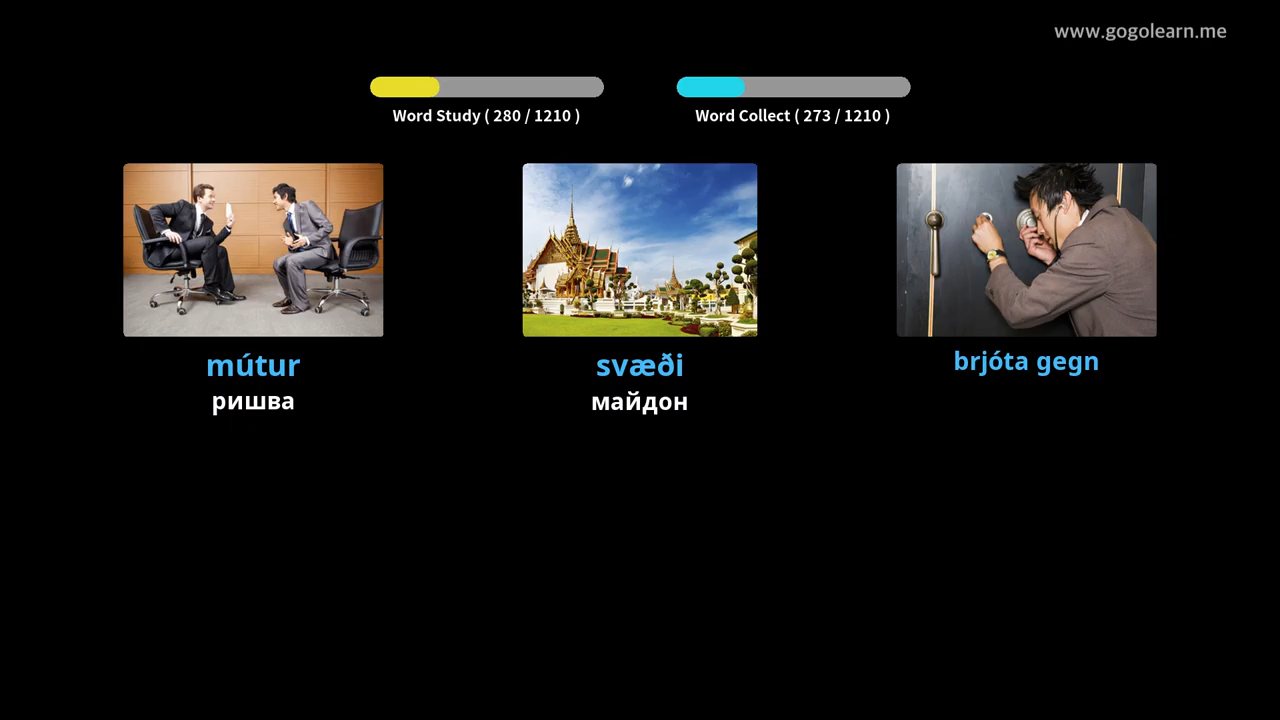 www.gogolearn.me
Word Study ( 280 / 1210 )
Word Collect ( 273 / 1210 )
mútur
ришва
svæði
майдон
brjóta gegn